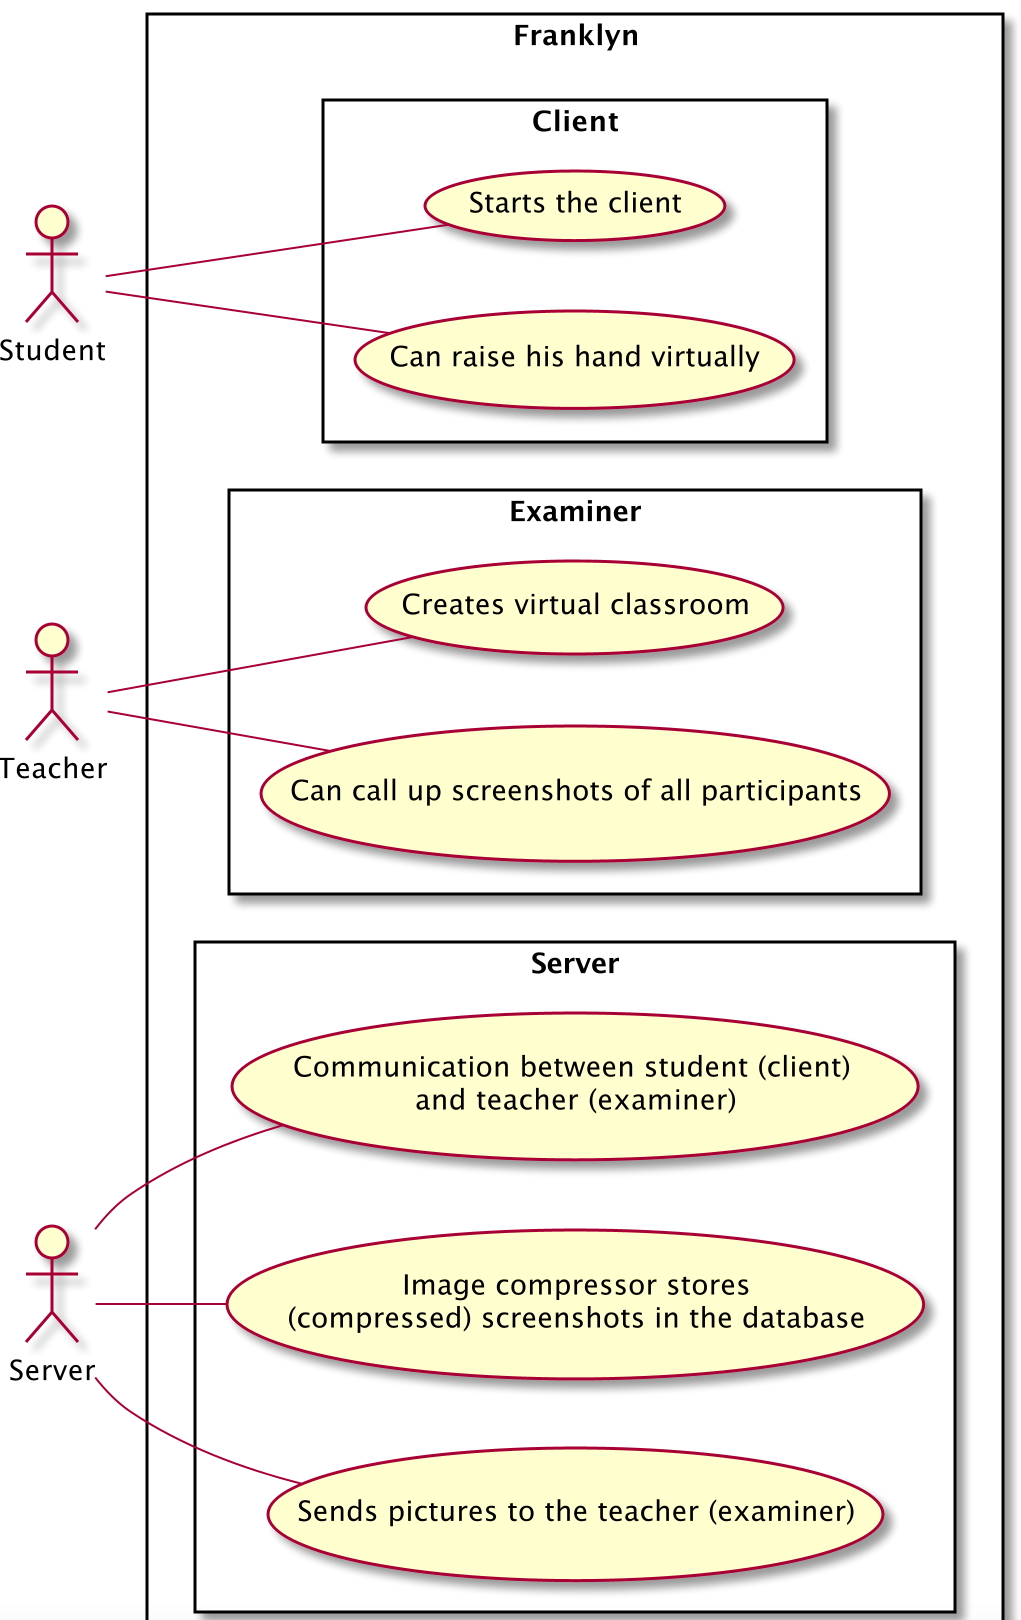 Franklyn
Client
Starts the client
Can raise his hand virtually
Student
Examiner
Creates virtual classroom
Can call up screenshots of all participants
Teacher
Server
Communication between student (client)
and teacher (examiner)
Image compressor stores
(compressed) screenshots in the database
Server
Sends pictures to the teacher (examiner)